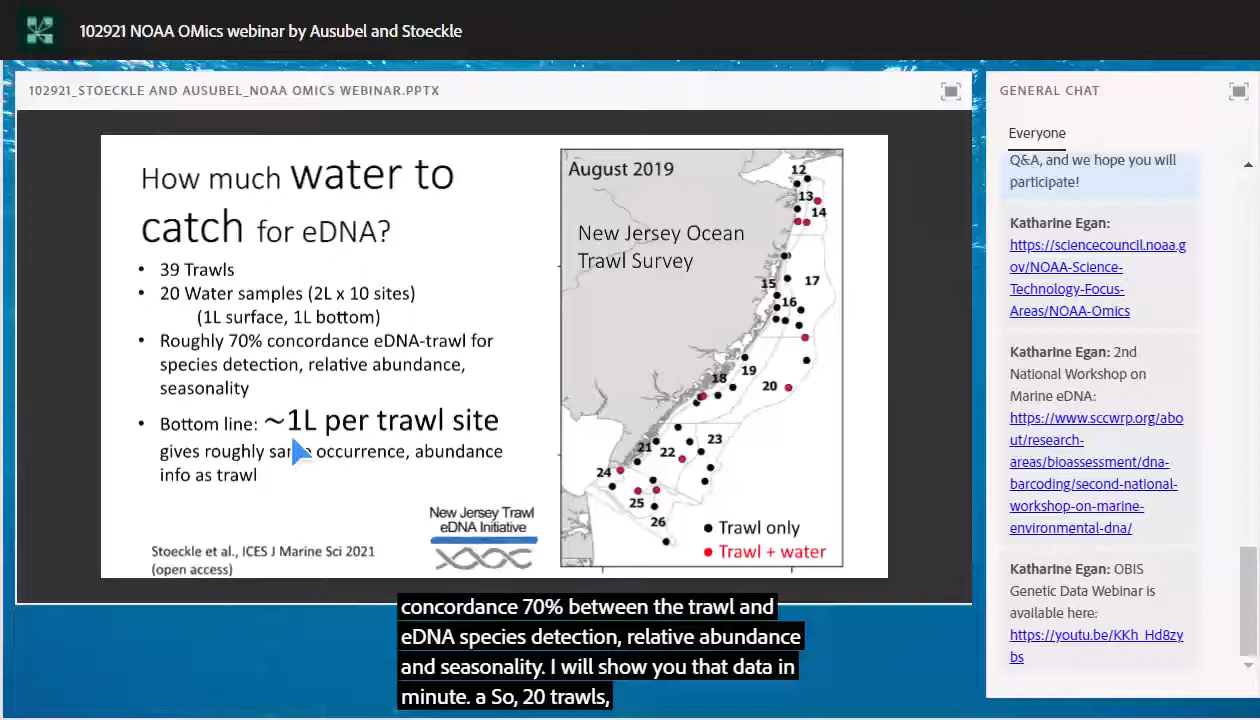 102921 NOAA OMics webinar by Ausubel and Stoeckle
102921_STOECKLE AND AUSUBEL_NOAA OMICS WEBINAR.PPTX
How much water to
catch for eDNA?
• 39 Trawls
• 20 Water samples (2L x 10 sites)
(1L surface, 1L bottom)
• Roughly 70% concordance eDNA-trawl for
species detection, relative abundance,
seasonality
• Bottom line: ~1L per trawl site
gives roughly same occurrence, abundance
info as trawl
New Jersey Trawl
eDNA Initiative
Stoeckle et al., ICES J Marine Sci 2021
(open access)
August 2019
New Jersey Ocean
Trawl Survey
12
13
14
17
15
16
19
18
20
23
21
22
24
25
26
Trawl only
Trawl + water
concordance 70% between the trawl and
eDNA species detection, relative abundance
and seasonality. I will show you that data in
minute. a So, 20 trawls,
GENERAL CHAT
Everyone
Q&A, and we hope you will
participate!
Katharine Egan:
https://sciencecouncil.noaa.g
ov/NOAA-Science-
Technology-Focus-
Areas/NOAA-Omics
Katharine Egan: 2nd
National Workshop on
Marine eDNA:
https://www.sccwrp.org/abo
ut/research-
areas/bioassessment/dna-
barcoding/second-national-
workshop-on-marine-
environmental-dna/
Katharine Egan: OBIS
Genetic Data Webinar is
available here:
https://youtu.be/KKh_Hd8zy
bs